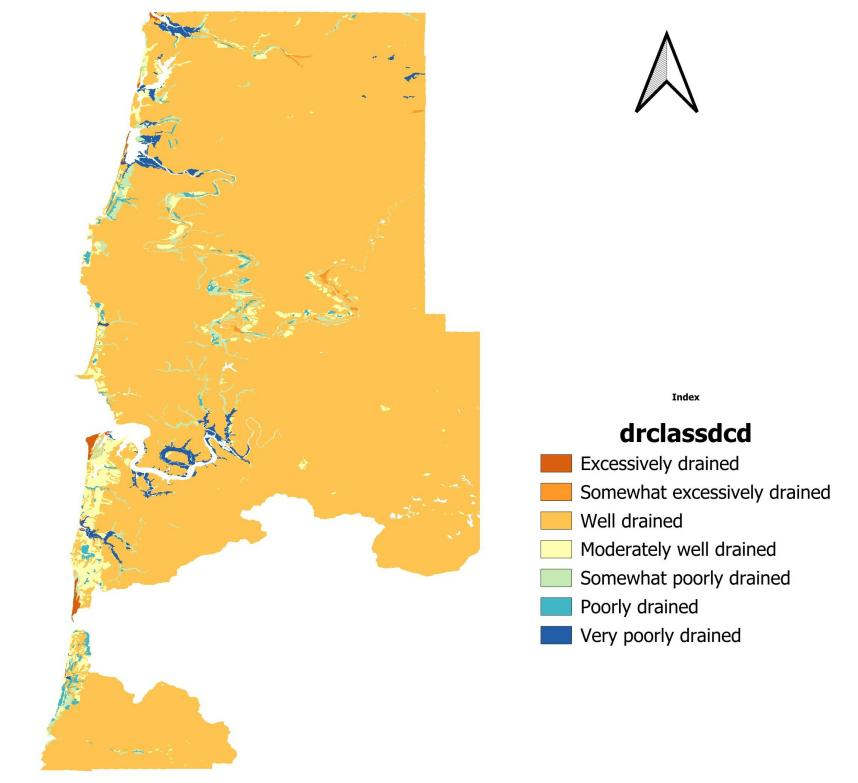 Index
drclassdcd
Excessively drained
Somewhat excessively drained
Well drained
Moderately well drained
Somewhat poorly drained
Poorly drained
Very poorly drained